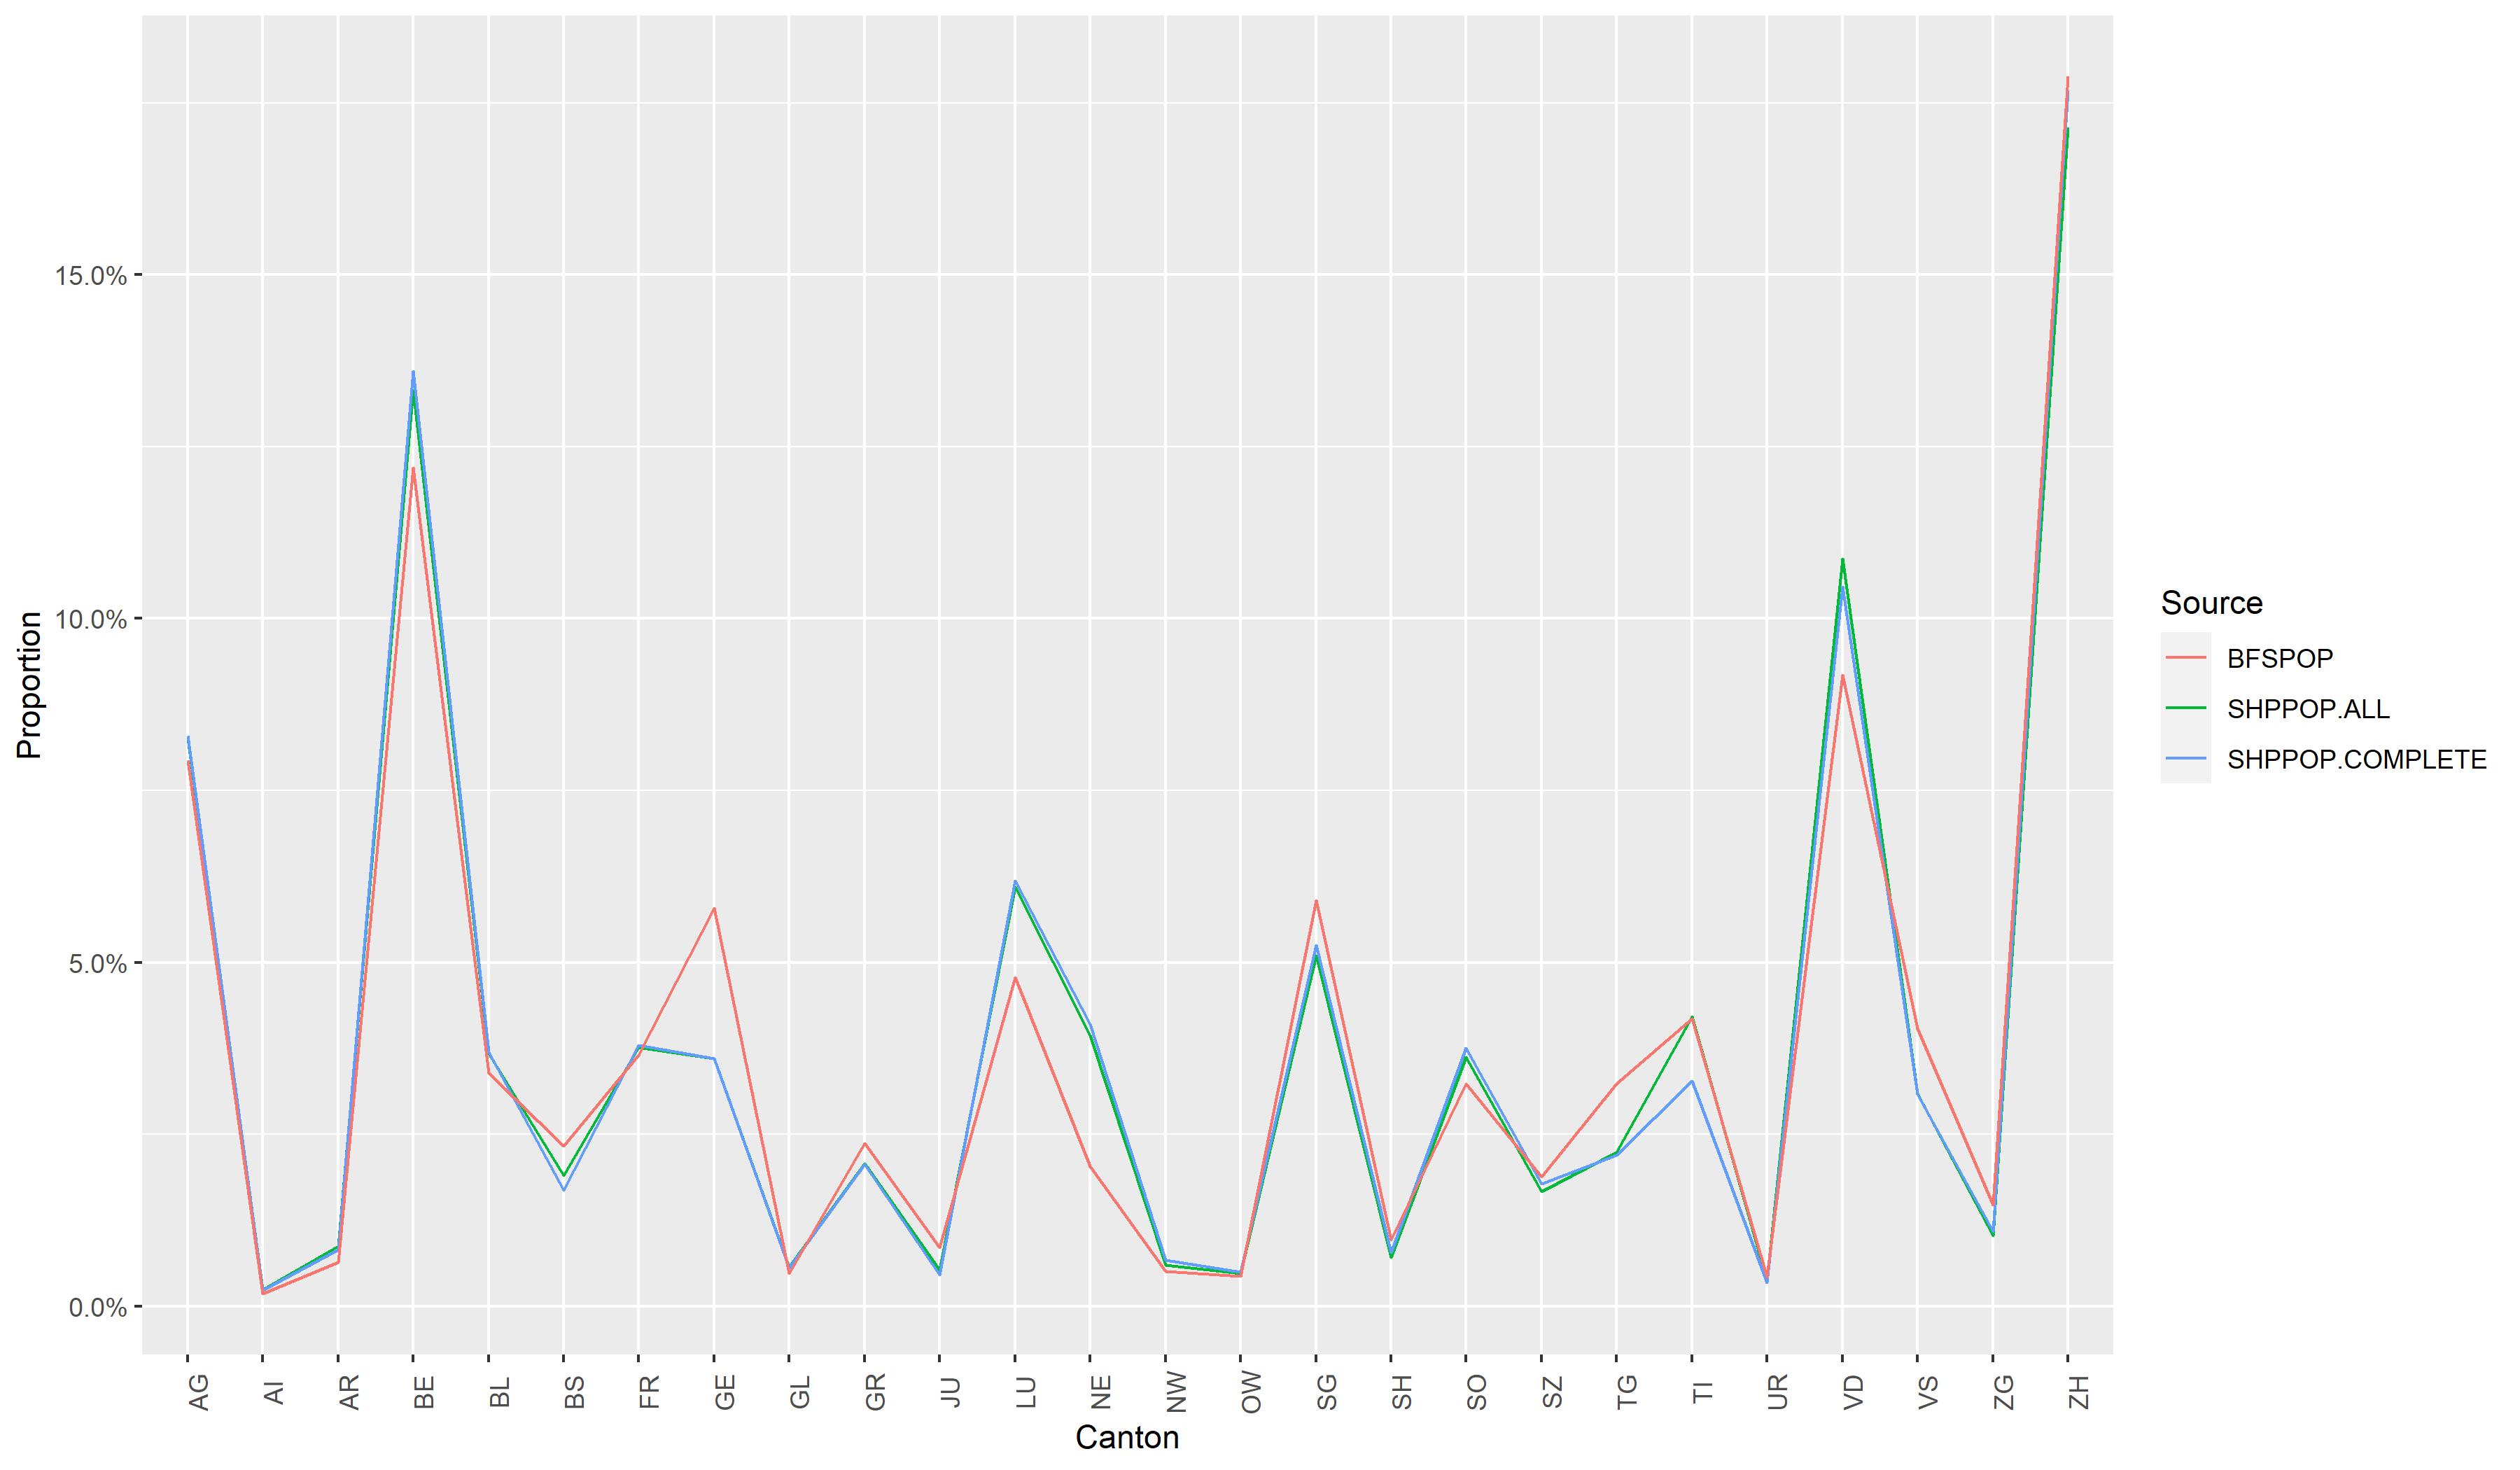 15.0%
10.0%
5.0%
0.0%
Proportion
AG AI AR BE BL BS FR GE GL GR JU LU NE NW OW SG SH SO SZ TG TI UR VD VS ZG ZH
Canton
Source
BFSPOP
SHPPOP.ALL
SHPPOP.COMPLETE